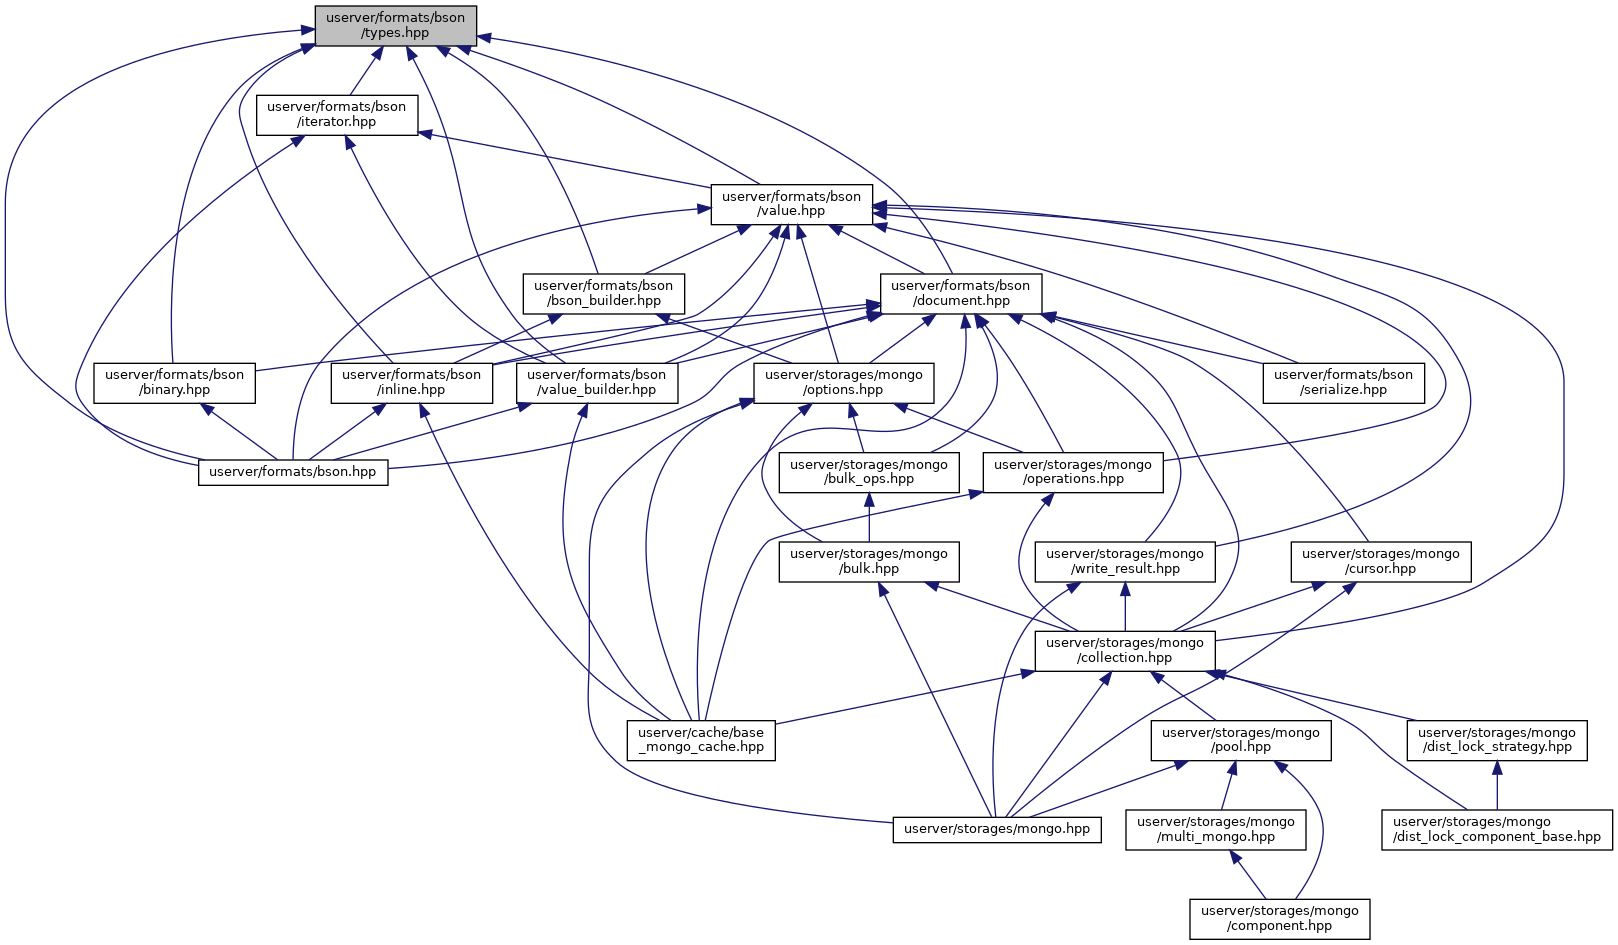 userver/formats/bson
/types.hpp
userver/formats/bson
/iterator.hpp
userver/formats/bson
/value.hpp
userver/formats/bson
/bson_builder.hpp
userver/formats/bson
/document.hpp
userver/formats/bson
/binary.hpp
userver/formats/bson
/inline.hpp
userver/formats/bson
/value_builder.hpp
userver/storages/mongo
/options.hpp
userver/formats/bson
/serialize.hpp
userver/formats/bson.hpp
userver/storages/mongo
/bulk_ops.hpp
userver/storages/mongo
/operations.hpp
userver/storages/mongo
/bulk.hpp
userver/storages/mongo
/write_result.hpp
userver/storages/mongo
/cursor.hpp
userver/storages/mongo
/collection.hpp
userver/cache/base
_mongo_cache.hpp
userver/storages/mongo
/pool.hpp
userver/storages/mongo
/dist_lock_strategy.hpp
userver/storages/mongo.hpp
userver/storages/mongo
/multi_mongo.hpp
userver/storages/mongo
/dist_lock_component_base.hpp
userver/storages/mongo
/component.hpp